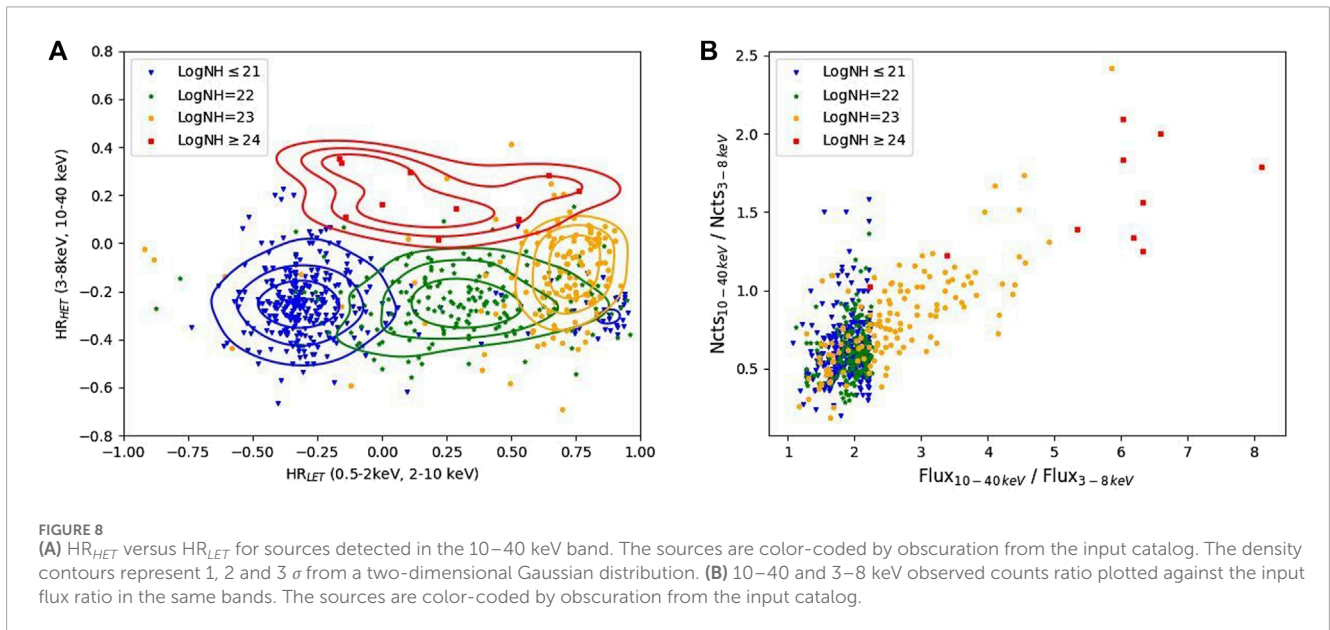 A
B
LogNH ≤ 21
LogNH=22
LogNH=23
LogNH ≥ 24
0.8
0.6
0.4
0.2
0.0
−0.2
−0.4
−0.6
−0.8
HR_HET (3-8keV, 10-40 keV)
−1.00 −0.75 −0.50 −0.25 0.00 0.25 0.50 0.75 1.00
HR_LET (0.5-2keV, 2-10 keV)
LogNH ≤ 21
LogNH=22
LogNH=23
LogNH ≥ 24
2.5
2.0
1.5
1.0
0.5
Ncts_10−40 keV / Ncts_3−8 keV
1 2 3 4 5 6 7 8
Flux_10−40 keV / Flux_3−8 keV
FIGURE 8
(A) HR_HET versus HR_LET for sources detected in the 10–40 keV band. The sources are color-coded by obscuration from the input catalog. The density
contours represent 1, 2 and 3 σ from a two-dimensional Gaussian distribution. (B) 10–40 and 3–8 keV observed counts ratio plotted against the input
flux ratio in the same bands. The sources are color-coded by obscuration from the input catalog.